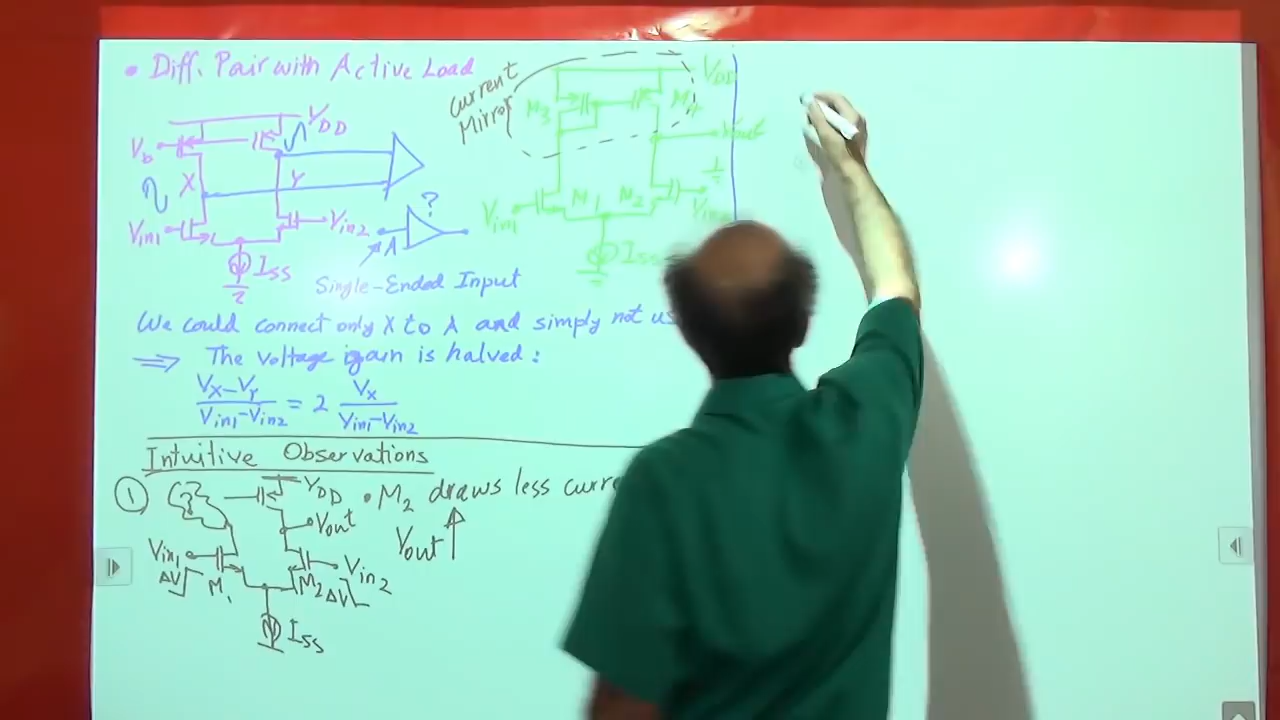 • Diff. Pair with Active Load
VDD
Vb
X
Y
Vin1
Vin2
ISS
A
?
Single-Ended Input
Current
Mirror
VDD
M3
M4
Vout
Vin1
M1
M2
Vin2
ISS
We could connect only X to A and simply not us
⇒ The voltage gain is halved:
VX-VY / Vin1-Vin2 = 2 VX / Vin1-Vin2
Intuitive Observations
① VDD • M2 draws less curre
?
Vout
Vout ↑
Vin1
Vin2
ΔV
M1
M2
ΔV
ISS